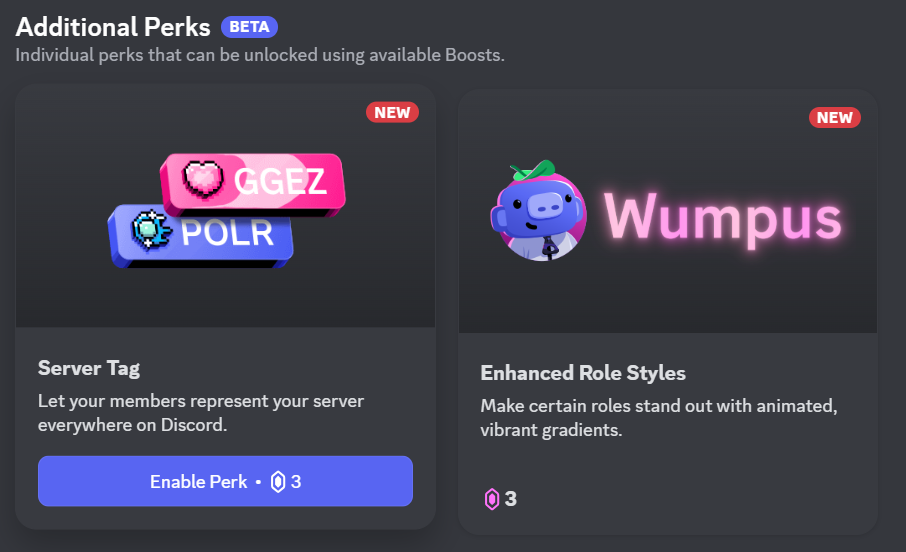 Additional Perks BETA
Individual perks that can be unlocked using available Boosts.
NEW
GGEZ
POLR
Server Tag
Let your members represent your server
everywhere on Discord.
Enable Perk • 3
NEW
Wumpus
Enhanced Role Styles
Make certain roles stand out with animated,
vibrant gradients.
3